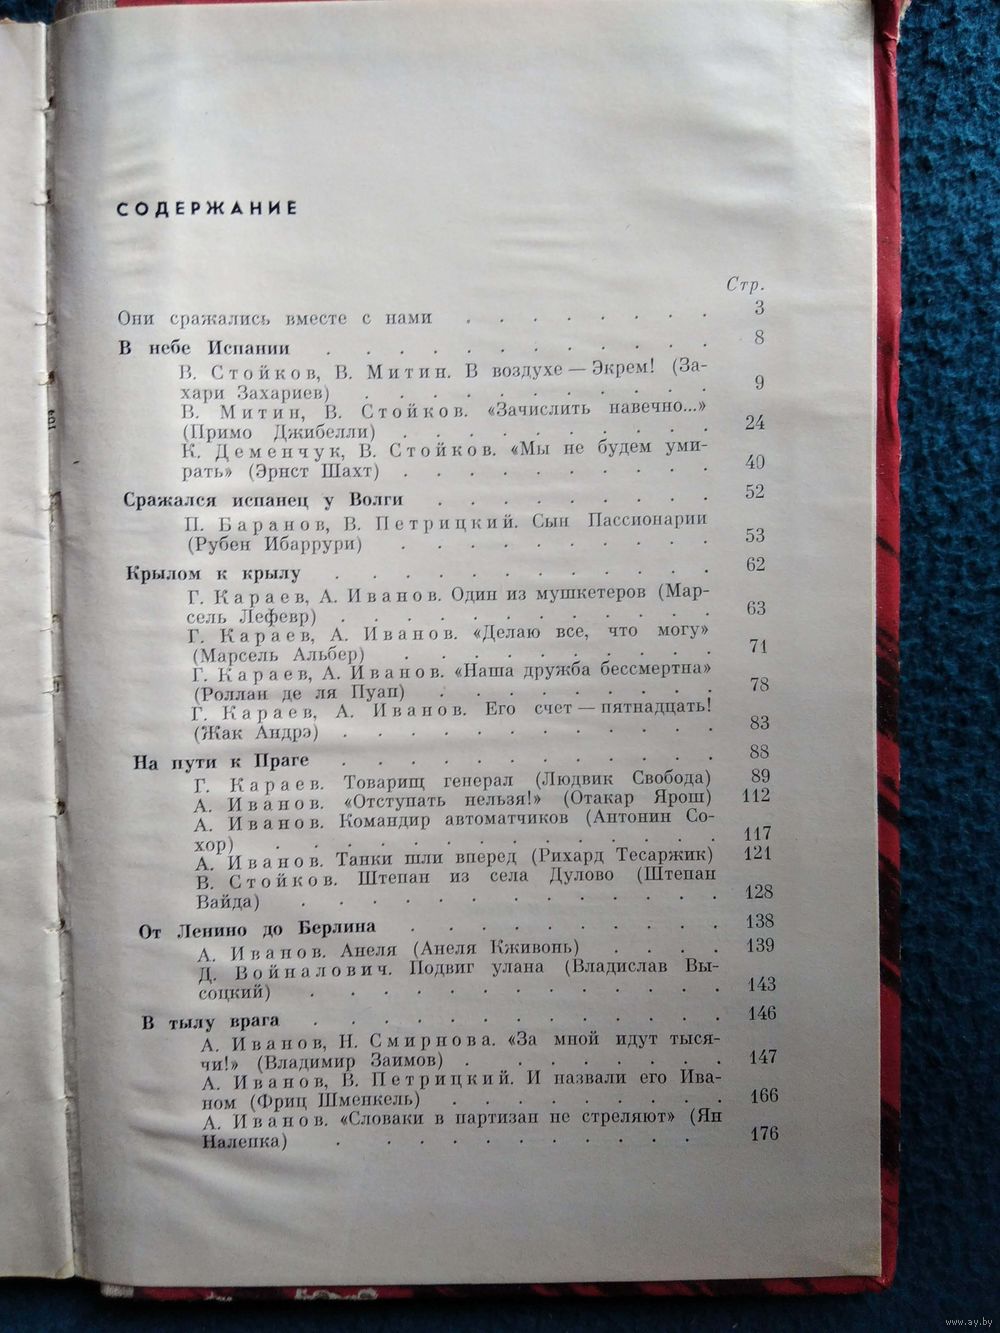 СОДЕРЖАНИЕ
Стр.
Они сражались вместе с нами . . . . . . . . 3
В небе Испании . . . . . . . . . . . . 8
В. Стойков, В. Митин. В воздухе — Экрем! (За-
хари Захариев) . . . . . . . . . . 9
В. Митин, В. Стойков. «Зачислить навечно...»
(Примо Джибелли) . . . . . . . . . . 24
К. Деменчук, В. Стойков. «Мы не будем уми-
рать» (Эрнст Шахт) . . . . . . . . . . 40
Сражался испанец у Волги . . . . . . . . . 52
П. Баранов, В. Петрицкий. Сын Пассионарии
(Рубен Ибаррури) . . . . . . . . . . 53
Крылом к крылу . . . . . . . . . . . . 62
Г. Караев, А. Иванов. Один из мушкетеров (Мар-
сель Лефевр) . . . . . . . . . . . . 63
Г. Караев, А. Иванов. «Делаю все, что могу»
(Марсель Альбер) . . . . . . . . . . 71
Г. Караев, А. Иванов. «Наша дружба бессмертна»
(Роллан де ля Пуап) . . . . . . . . . 78
Г. Караев, А. Иванов. Его счет — пятнадцать!
(Жак Андрэ) . . . . . . . . . . . . 83
На пути к Праге . . . . . . . . . . . . 88
Г. Караев. Товарищ генерал (Людвик Свобода) 89
А. Иванов. «Отступать нельзя!» (Отакар Ярош) 112
А. Иванов. Командир автоматчиков (Антонин Со-
хор) . . . . . . . . . . . . . . 117
А. Иванов. Танки шли вперед (Рихард Тесаржик) 121
В. Стойков. Штепан из села Дулово (Штепан
Вайда) . . . . . . . . . . . . . 128
От Ленино до Берлина . . . . . . . . . . 138
А. Иванов. Анеля (Анеля Кживонь) . . . . 139
Д. Войналович. Подвиг улана (Владислав Вы-
соцкий) . . . . . . . . . . . . . 143
В тылу врага . . . . . . . . . . . . . 146
А. Иванов, Н. Смирнова. «За мной идут тыся-
чи!» (Владимир Заимов) . . . . . . . . 147
А. Иванов, В. Петрицкий. И назвали его Ива-
ном (Фриц Шменкель) . . . . . . . . . 166
А. Иванов. «Словаки в партизан не стреляют» (Ян
Налепка) . . . . . . . . . . . . 176
www.ay.by